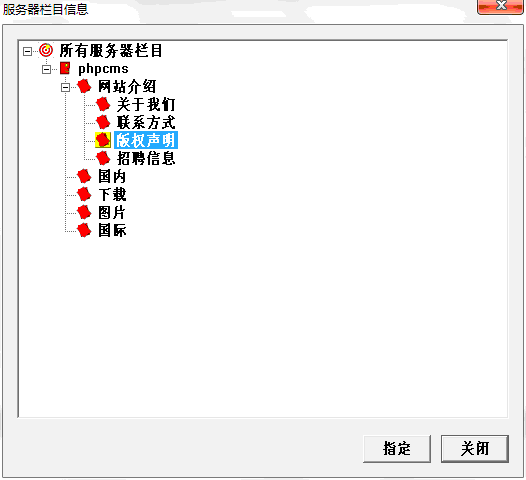 服务器栏目信息
所有服务器栏目
phpcms
网站介绍
关于我们
联系方式
版权声明
招聘信息
国内
下载
图片
国际
指定 关闭